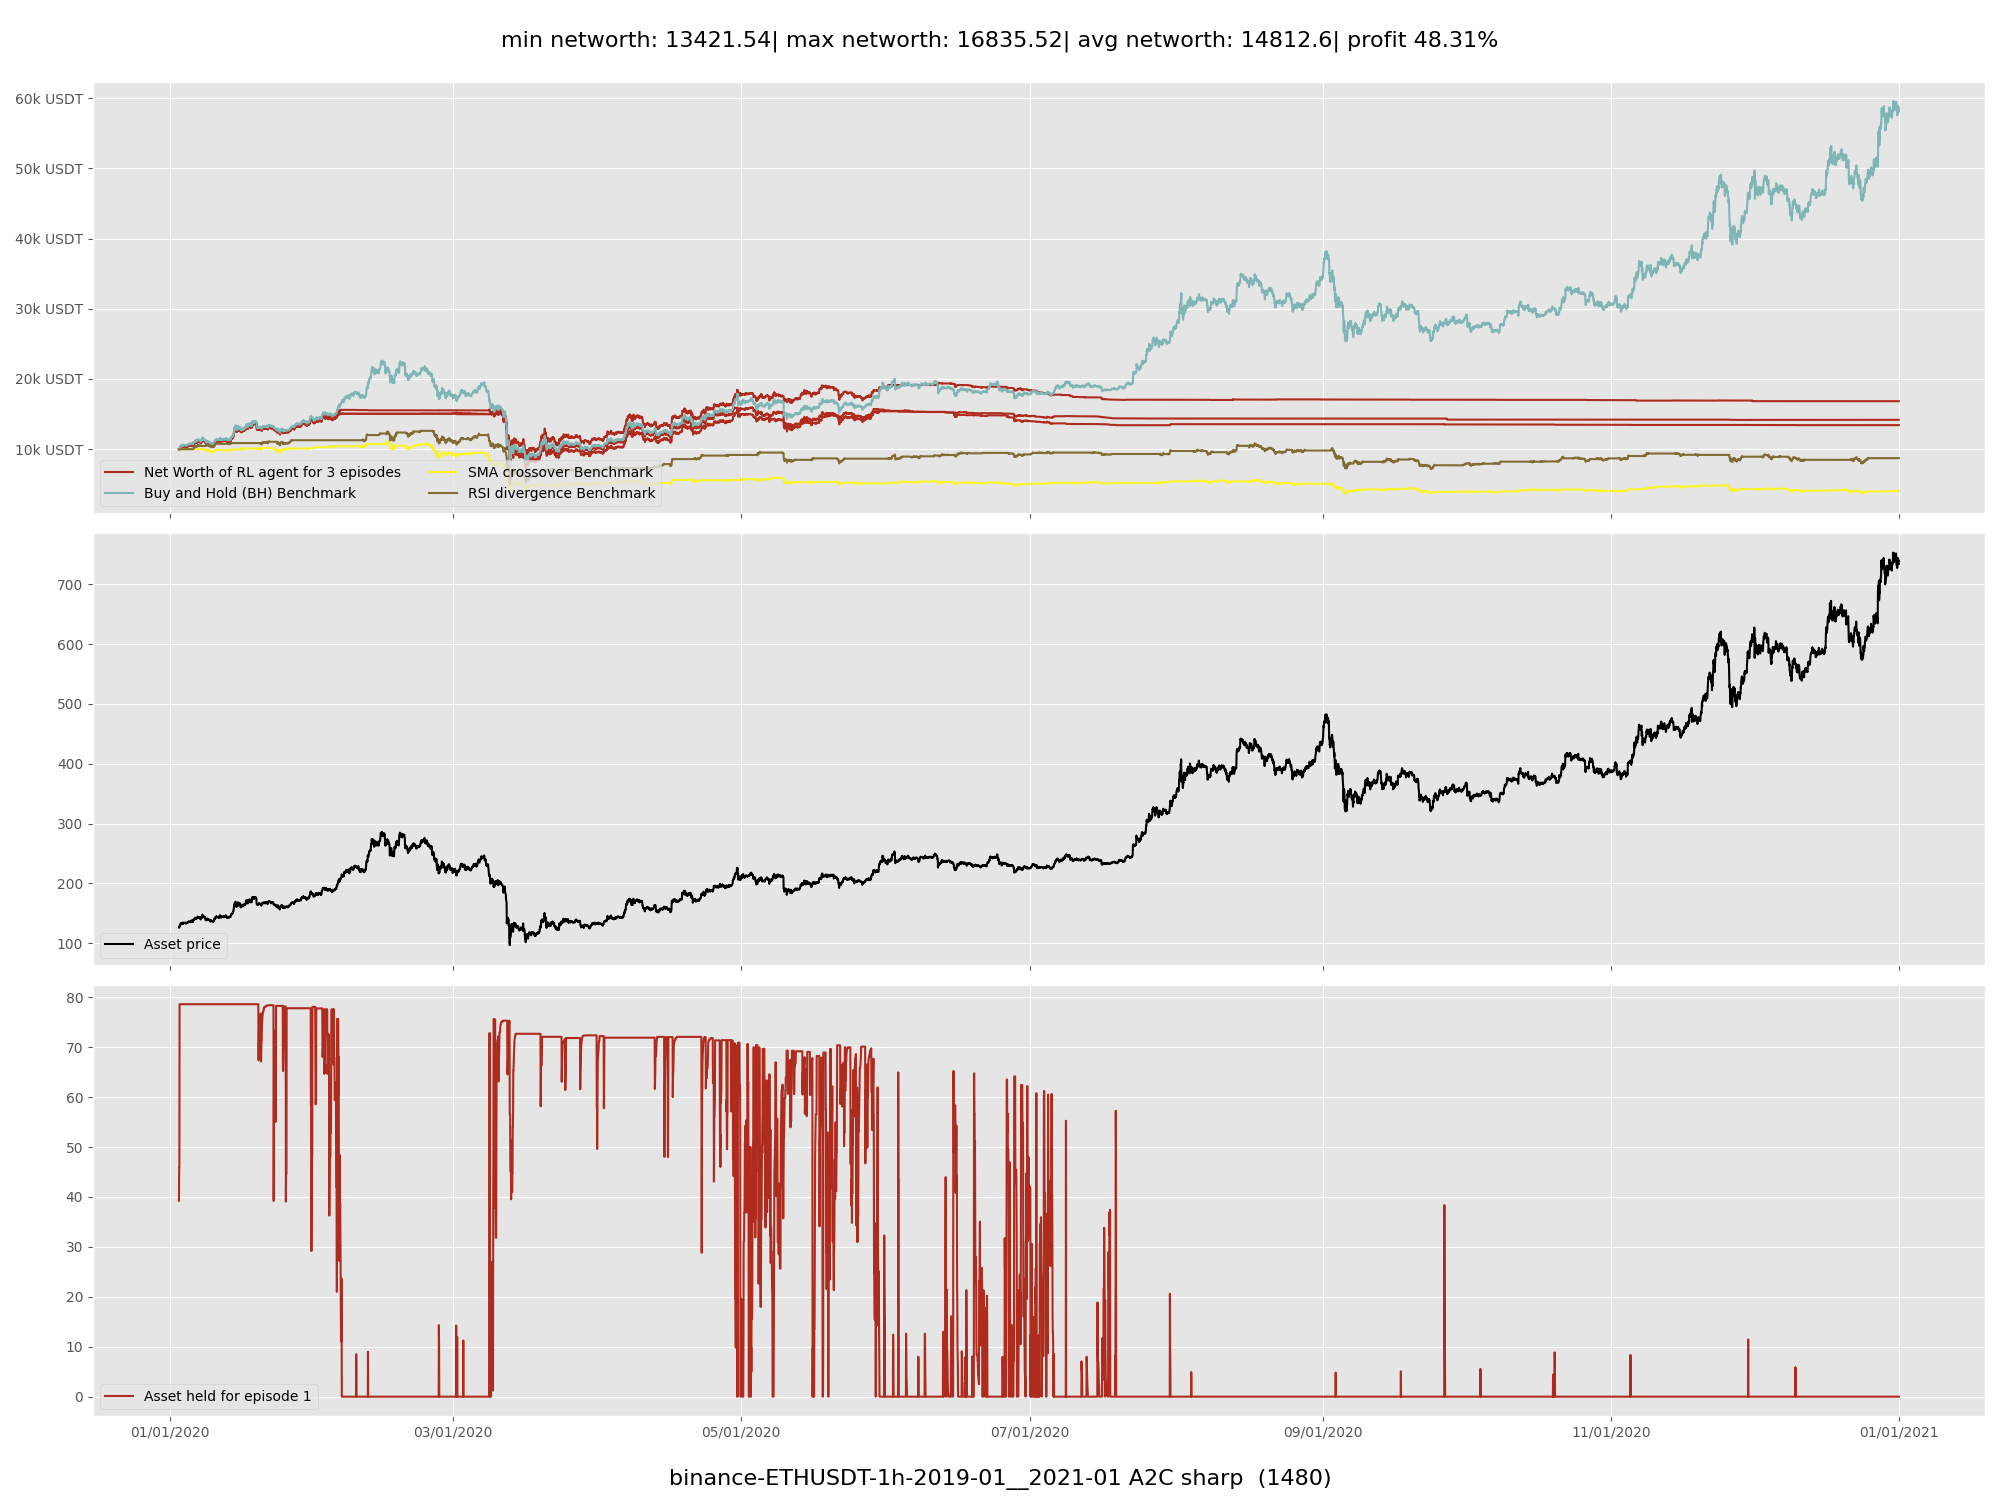 min networth: 13421.54| max networth: 16835.52| avg networth: 14812.6| profit 48.31%
60k USDT
50k USDT
40k USDT
30k USDT
20k USDT
10k USDT
Net Worth of RL agent for 3 episodes
Buy and Hold (BH) Benchmark
SMA crossover Benchmark
RSI divergence Benchmark
700
600
500
400
300
200
100
Asset price
80
70
60
50
40
30
20
10
0
Asset held for episode 1
01/01/2020 03/01/2020 05/01/2020 07/01/2020 09/01/2020 11/01/2020 01/01/2021
binance-ETHUSDT-1h-2019-01__2021-01 A2C sharp (1480)